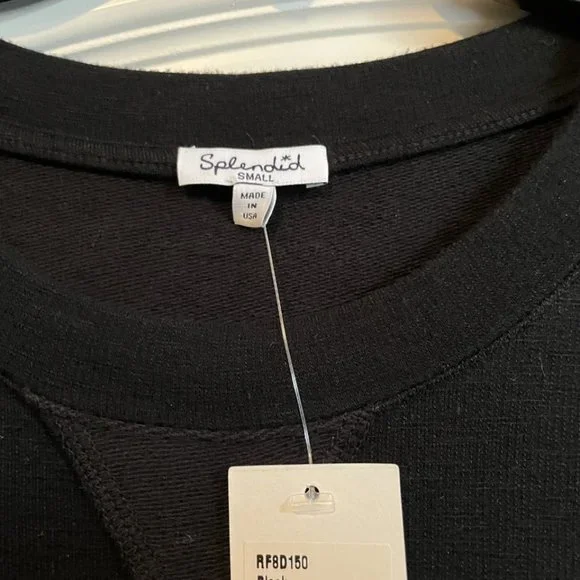 Splendid
SMALL
MADE
IN
USA
RF8D150